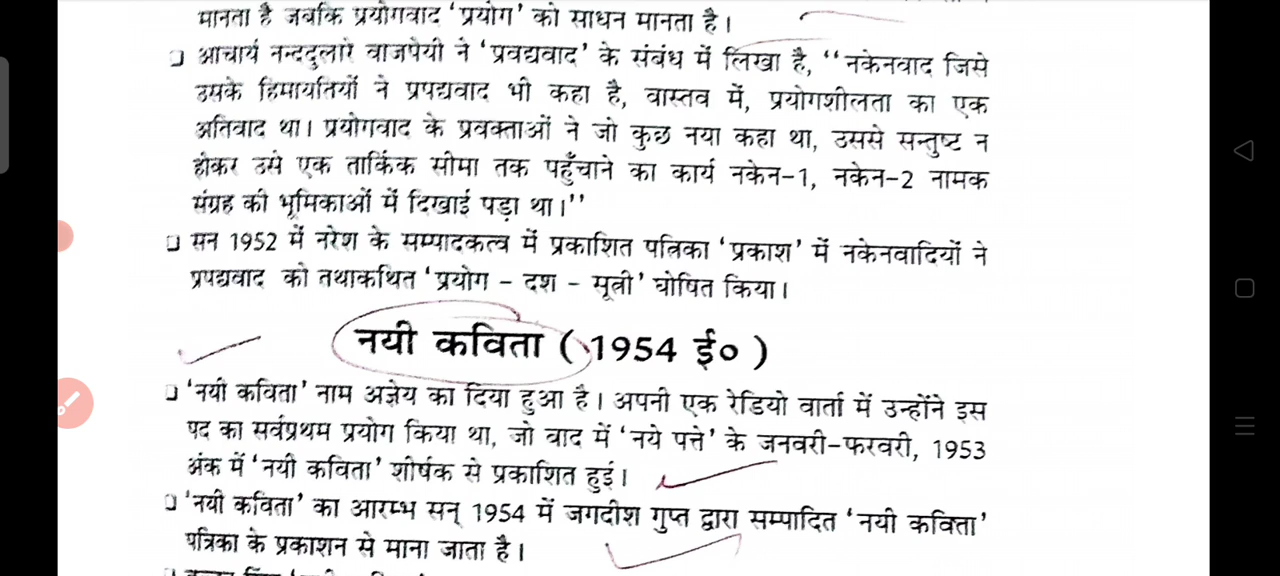 मानता है जबकि प्रयोगवाद 'प्रयोग' को साधन मानता है।
❑ आचार्य नन्ददुलारे वाजपेयी ने 'प्रवद्यवाद' के संबंध में लिखा है, ''नकेनवाद जिसे
उसके हिमायतियों ने प्रपद्यवाद भी कहा है, वास्तव में, प्रयोगशीलता का एक
अतिवाद था। प्रयोगवाद के प्रवक्ताओं ने जो कुछ नया कहा था, उससे सन्तुष्ट न
होकर उसे एक तार्किक सीमा तक पहुँचाने का कार्य नकेन-1, नकेन-2 नामक
संग्रह की भूमिकाओं में दिखाई पड़ा था।''
❑ सन 1952 में नरेश के सम्पादकत्व में प्रकाशित पत्रिका 'प्रकाश' में नकेनवादियों ने
प्रपद्यवाद को तथाकथित 'प्रयोग - दश - सूत्री' घोषित किया।
नयी कविता ( 1954 ई० )
❑ 'नयी कविता' नाम अज्ञेय का दिया हुआ है। अपनी एक रेडियो वार्ता में उन्होंने इस
पद का सर्वप्रथम प्रयोग किया था, जो बाद में 'नये पत्ते' के जनवरी-फरवरी, 1953
अंक में 'नयी कविता' शीर्षक से प्रकाशित हुई।
❑ 'नयी कविता' का आरम्भ सन् 1954 में जगदीश गुप्त द्वारा सम्पादित 'नयी कविता'
पत्रिका के प्रकाशन से माना जाता है।